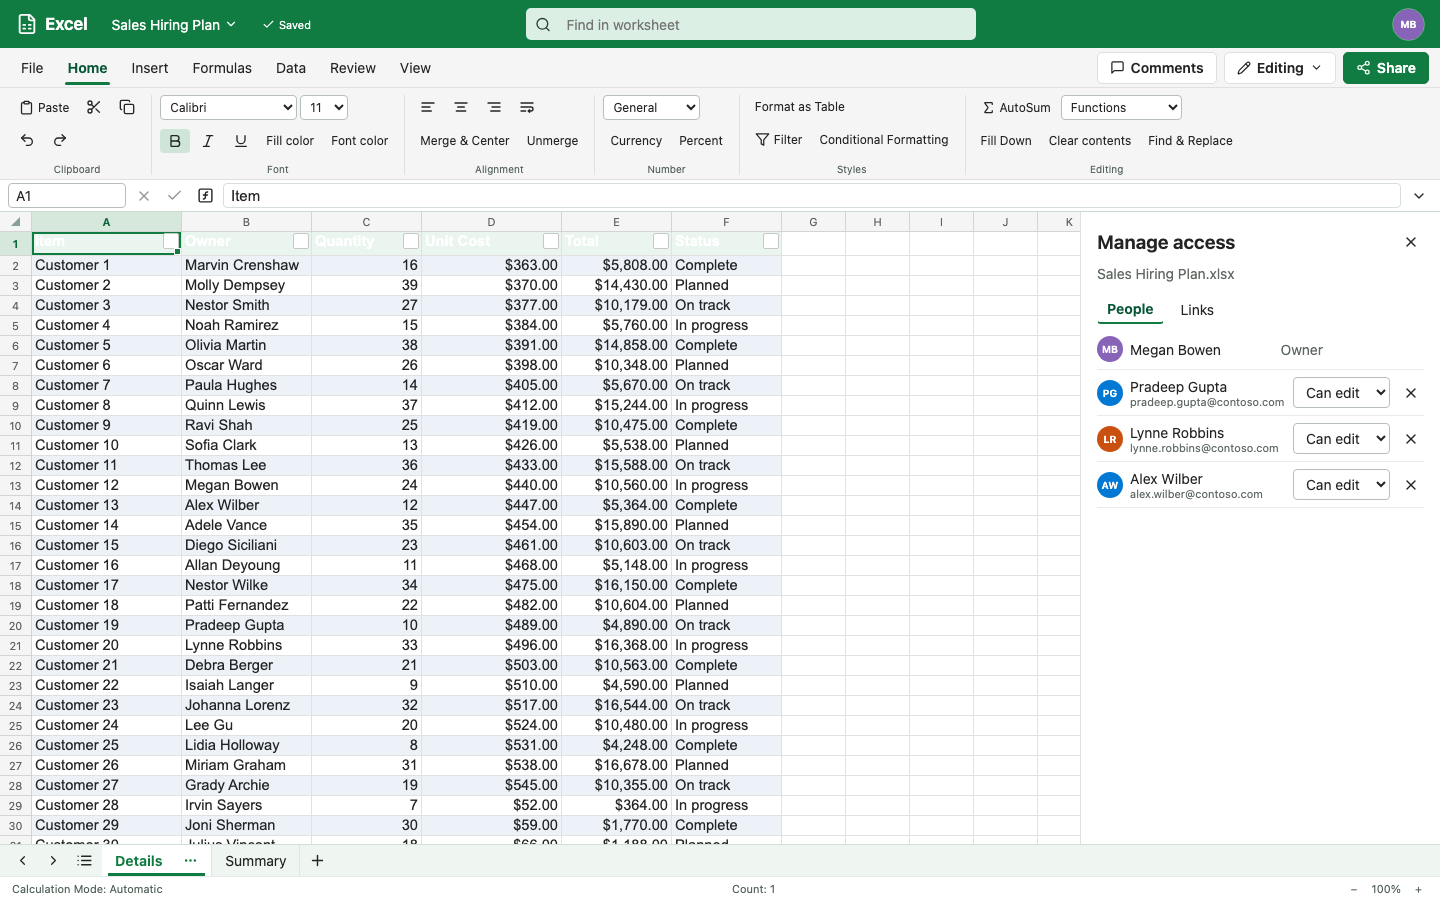 Excel Sales Hiring Plan Saved Find in worksheet MB
File Home Insert Formulas Data Review View Comments Editing Share
Paste Calibri 11 General Format as Table AutoSum Functions
B I U Fill color Font color Merge & Center Unmerge Currency Percent Filter Conditional Formatting Fill Down Clear contents Find & Replace
Clipboard Font Alignment Number Styles Editing
A1 Item
A B C D E F G H I J K
1 Item Owner Quantity Unit Cost Total Status
2 Customer 1 Marvin Crenshaw 16 $363.00 $5,808.00 Complete
3 Customer 2 Molly Dempsey 39 $370.00 $14,430.00 Planned
4 Customer 3 Nestor Smith 27 $377.00 $10,179.00 On track
5 Customer 4 Noah Ramirez 15 $384.00 $5,760.00 In progress
6 Customer 5 Olivia Martin 38 $391.00 $14,858.00 Complete
7 Customer 6 Oscar Ward 26 $398.00 $10,348.00 Planned
8 Customer 7 Paula Hughes 14 $405.00 $5,670.00 On track
9 Customer 8 Quinn Lewis 37 $412.00 $15,244.00 In progress
10 Customer 9 Ravi Shah 25 $419.00 $10,475.00 Complete
11 Customer 10 Sofia Clark 13 $426.00 $5,538.00 Planned
12 Customer 11 Thomas Lee 36 $433.00 $15,588.00 On track
13 Customer 12 Megan Bowen 24 $440.00 $10,560.00 In progress
14 Customer 13 Alex Wilber 12 $447.00 $5,364.00 Complete
15 Customer 14 Adele Vance 35 $454.00 $15,890.00 Planned
16 Customer 15 Diego Siciliani 23 $461.00 $10,603.00 On track
17 Customer 16 Allan Deyoung 11 $468.00 $5,148.00 In progress
18 Customer 17 Nestor Wilke 34 $475.00 $16,150.00 Complete
19 Customer 18 Patti Fernandez 22 $482.00 $10,604.00 Planned
20 Customer 19 Pradeep Gupta 10 $489.00 $4,890.00 On track
21 Customer 20 Lynne Robbins 33 $496.00 $16,368.00 In progress
22 Customer 21 Debra Berger 21 $503.00 $10,563.00 Complete
23 Customer 22 Isaiah Langer 9 $510.00 $4,590.00 Planned
24 Customer 23 Johanna Lorenz 32 $517.00 $16,544.00 On track
25 Customer 24 Lee Gu 20 $524.00 $10,480.00 In progress
26 Customer 25 Lidia Holloway 8 $531.00 $4,248.00 Complete
27 Customer 26 Miriam Graham 31 $538.00 $16,678.00 Planned
28 Customer 27 Grady Archie 19 $545.00 $10,355.00 On track
29 Customer 28 Irvin Sayers 7 $52.00 $364.00 In progress
30 Customer 29 Joni Sherman 30 $59.00 $1,770.00 Complete
Manage access
Sales Hiring Plan.xlsx
People Links
MB Megan Bowen Owner
PG Pradeep Gupta Can edit
pradeep.gupta@contoso.com
LR Lynne Robbins Can edit
lynne.robbins@contoso.com
AW Alex Wilber Can edit
alex.wilber@contoso.com
Details ... Summary +
Calculation Mode: Automatic Count: 1 − 100% +